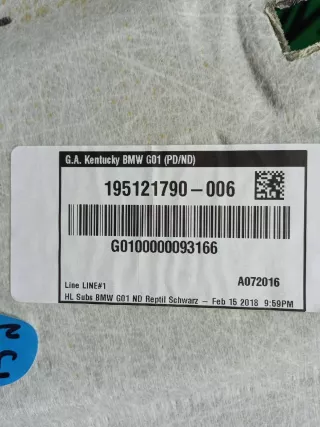 G.A. Kentucky BMW G01 (PD/ND)
195121790-006
G0100000093166
Line LINE#1
A072016
HL Subs BMW G01 ND Reptil Schwarz - Feb 15 2018 9:59PM